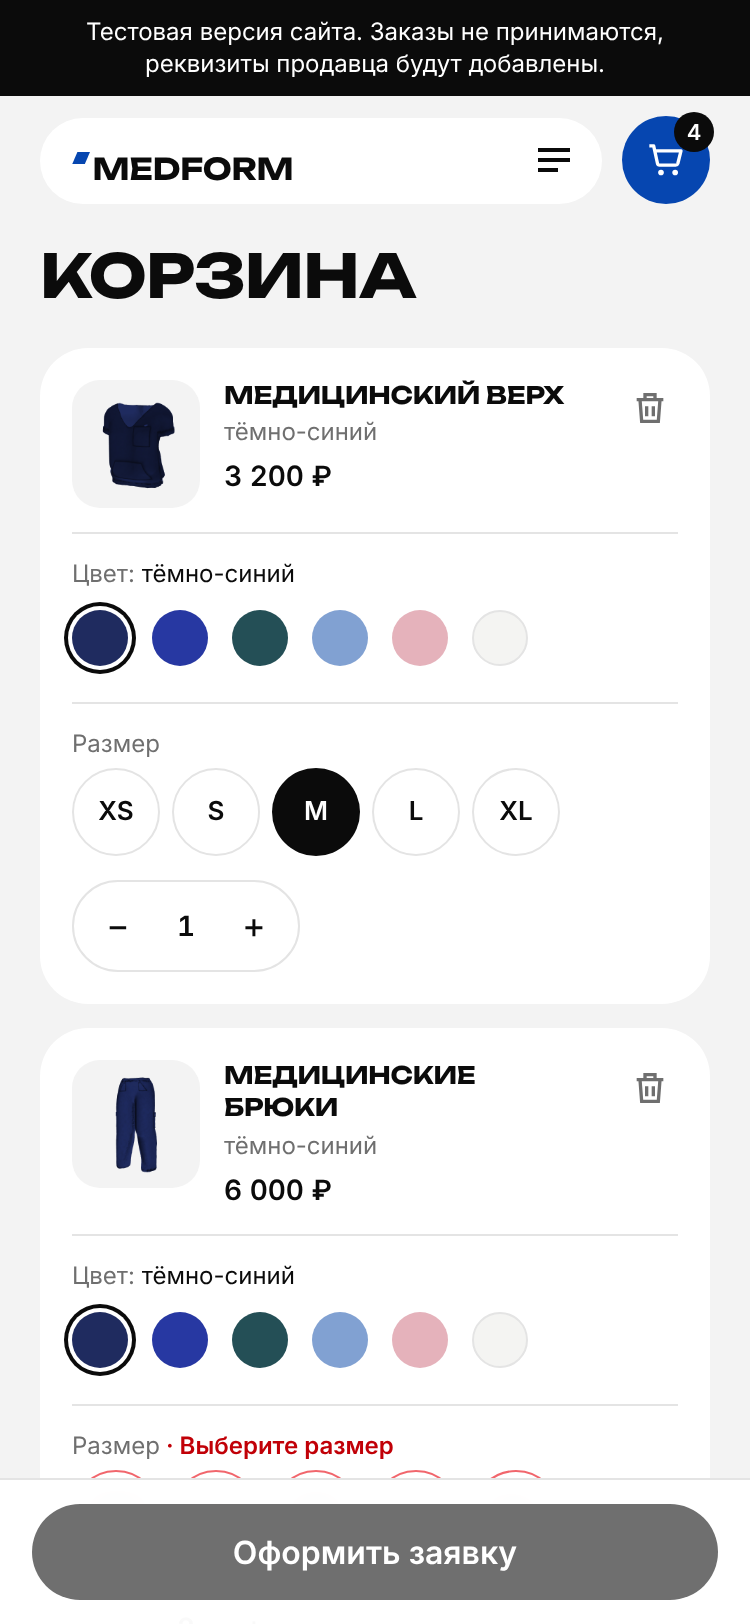 Тестовая версия сайта. Заказы не принимаются,
реквизиты продавца будут добавлены.
MEDFORM
4
КОРЗИНА
МЕДИЦИНСКИЙ ВЕРХ
тёмно-синий
3 200 ₽
Цвет: тёмно-синий
Размер
XS S M L XL
− 1 +
МЕДИЦИНСКИЕ
БРЮКИ
тёмно-синий
6 000 ₽
Цвет: тёмно-синий
Размер · Выберите размер
Оформить заявку